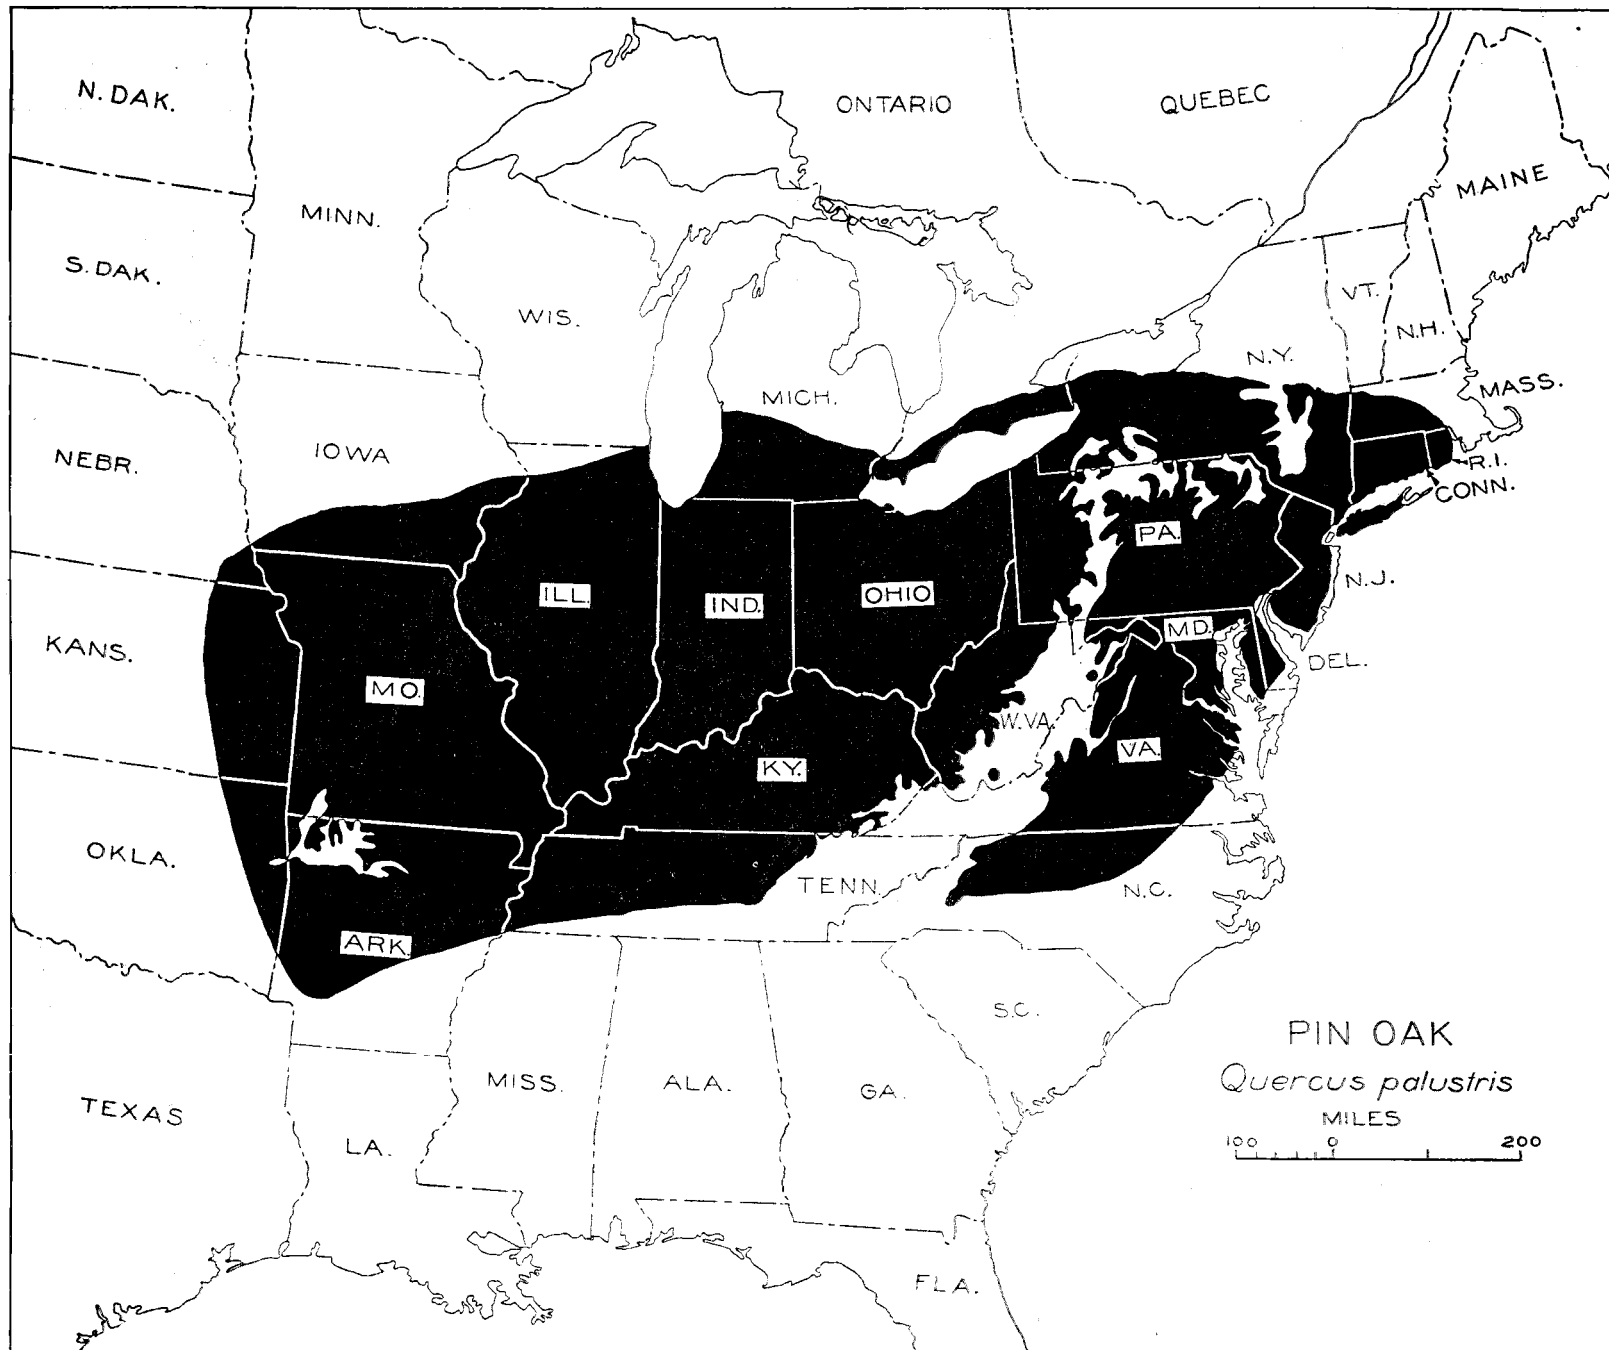 N. DAK.
ONTARIO
QUEBEC
MAINE
MINN.
S. DAK.
WIS.
VT.
N.H.
N.Y.
MICH.
MASS.
NEBR.
IOWA
R.I.
CONN.
PA.
N.J.
ILL.
IND.
OHIO
KANS.
MO.
MD.
DEL.
W.VA.
VA.
KY.
OKLA.
TENN.
N.C.
ARK.
S.C.
MISS.
ALA.
GA.
TEXAS
LA.
FLA.
PIN OAK
Quercus palustris
MILES
100 0 200